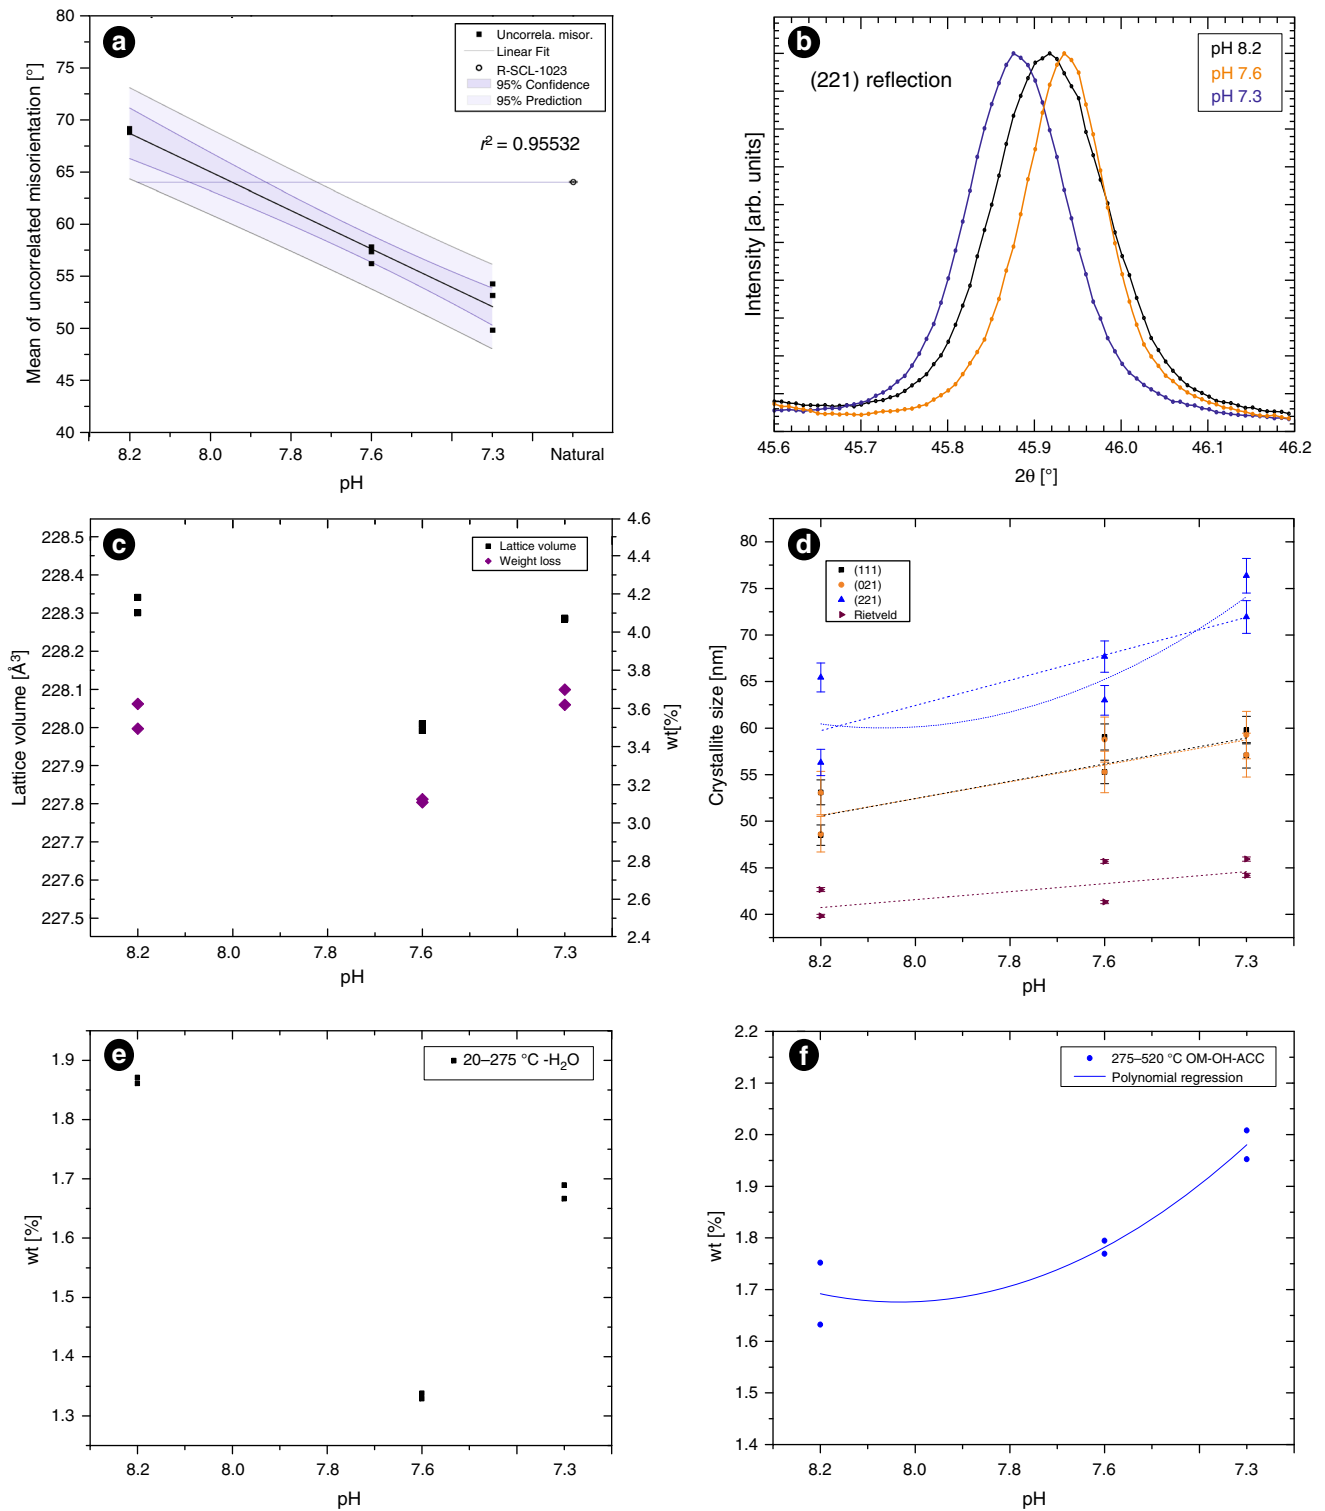 a
80
75
70
65
60
55
50
45
40
Mean of uncorrelated misorientation [°]
Uncorrela. misor.
Linear Fit
R-SCL-1023
95% Confidence
95% Prediction
r² = 0.95532
8.2 8.0 7.8 7.6 7.3 Natural
pH
b
(221) reflection
pH 8.2
pH 7.6
pH 7.3
Intensity [arb. units]
45.6 45.7 45.8 45.9 46.0 46.1 46.2
2θ [°]
c
Lattice volume
Weight loss
228.5
228.4
228.3
228.2
228.1
228.0
227.9
227.8
227.7
227.6
227.5
Lattice volume [Å³]
4.6
4.4
4.2
4.0
3.8
3.6
3.4
3.2
3.0
2.8
2.6
2.4
wt[%]
8.2 8.0 7.8 7.6 7.3
pH
d
(111)
(021)
(221)
Rietveld
80
75
70
65
60
55
50
45
40
Crystallite size [nm]
8.2 8.0 7.8 7.6 7.3
pH
e
20–275 °C -H₂O
1.9
1.8
1.7
1.6
1.5
1.4
1.3
wt [%]
8.2 8.0 7.8 7.6 7.3
pH
f
275–520 °C OM-OH-ACC
Polynomial regression
2.2
2.1
2.0
1.9
1.8
1.7
1.6
1.5
1.4
wt [%]
8.2 8.0 7.8 7.6 7.3
pH